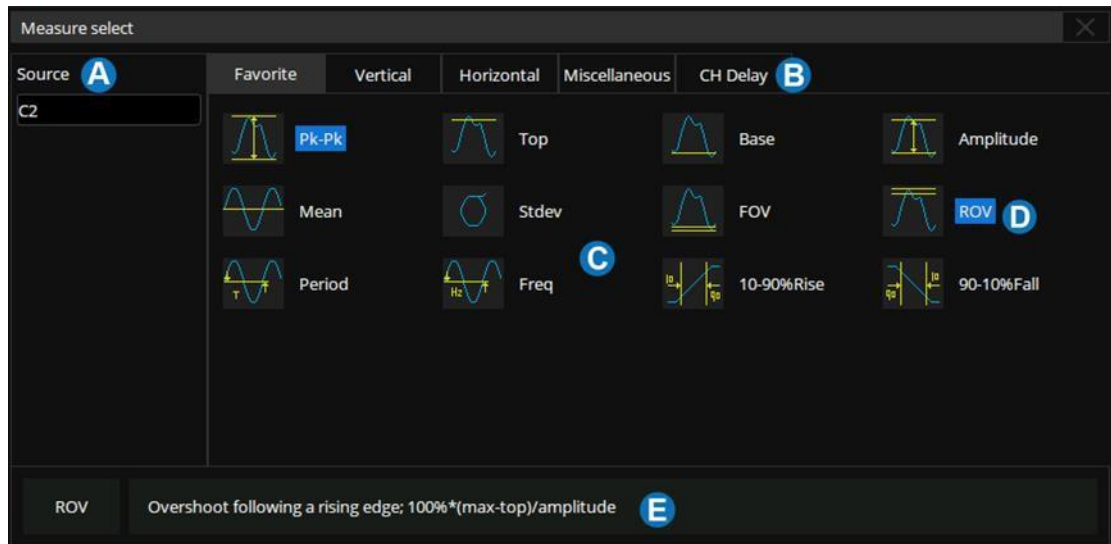 Measure select
Source A
Favorite Vertical Horizontal Miscellaneous CH Delay B
C2
Pk-Pk Top Base Amplitude
Mean Stdev FOV ROV D
C
T Period Hz Freq 10-90%Rise 90-10%Fall
ROV Overshoot following a rising edge; 100%*(max-top)/amplitude E